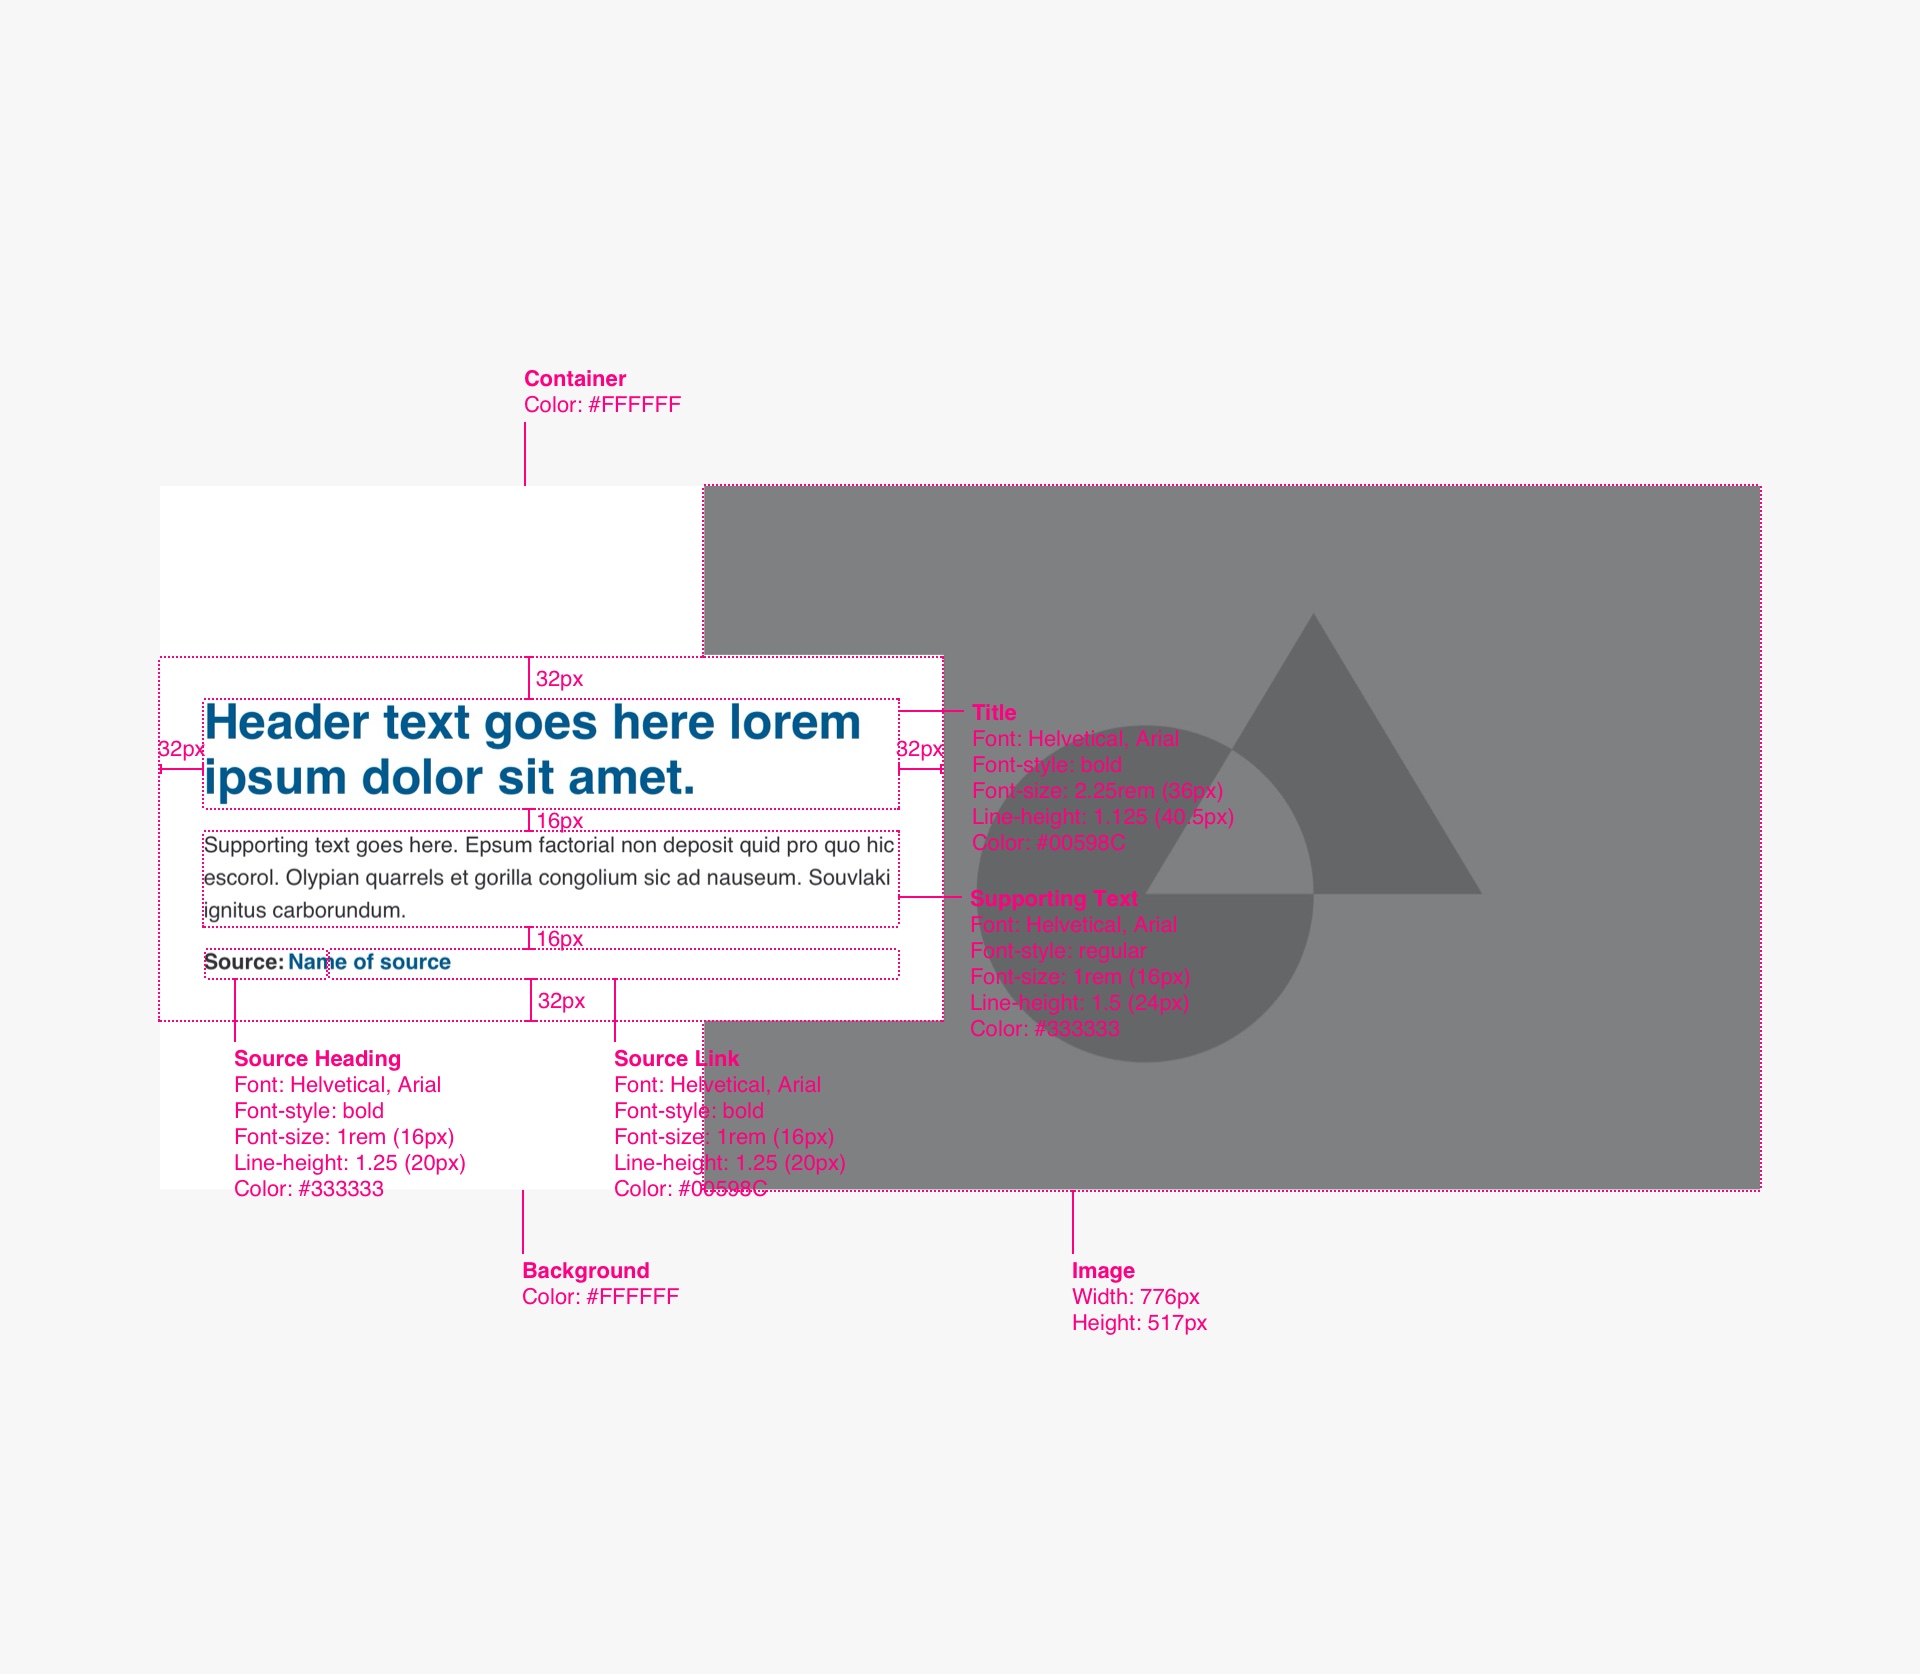 Container
Color: #FFFFFF
32px
Header text goes here lorem
ipsum dolor sit amet.
32px
32px
Title
Font: Helvetical, Arial
Font-style: bold
Font-size: 2.25rem (36px)
Line-height: 1.125 (40.5px)
Color: #00598C
16px
Supporting text goes here. Epsum factorial non deposit quid pro quo hic
escorol. Olypian quarrels et gorilla congolium sic ad nauseum. Souvlaki
ignitus carborundum.
Supporting Text
Font: Helvetical, Arial
Font-style: regular
Font-size: 1rem (16px)
Line-height: 1.5 (24px)
Color: #333333
16px
Source: Name of source
32px
Source Heading
Font: Helvetical, Arial
Font-style: bold
Font-size: 1rem (16px)
Line-height: 1.25 (20px)
Color: #333333
Source Link
Font: Helvetical, Arial
Font-style: bold
Font-size: 1rem (16px)
Line-height: 1.25 (20px)
Color: #00598C
Background
Color: #FFFFFF
Image
Width: 776px
Height: 517px